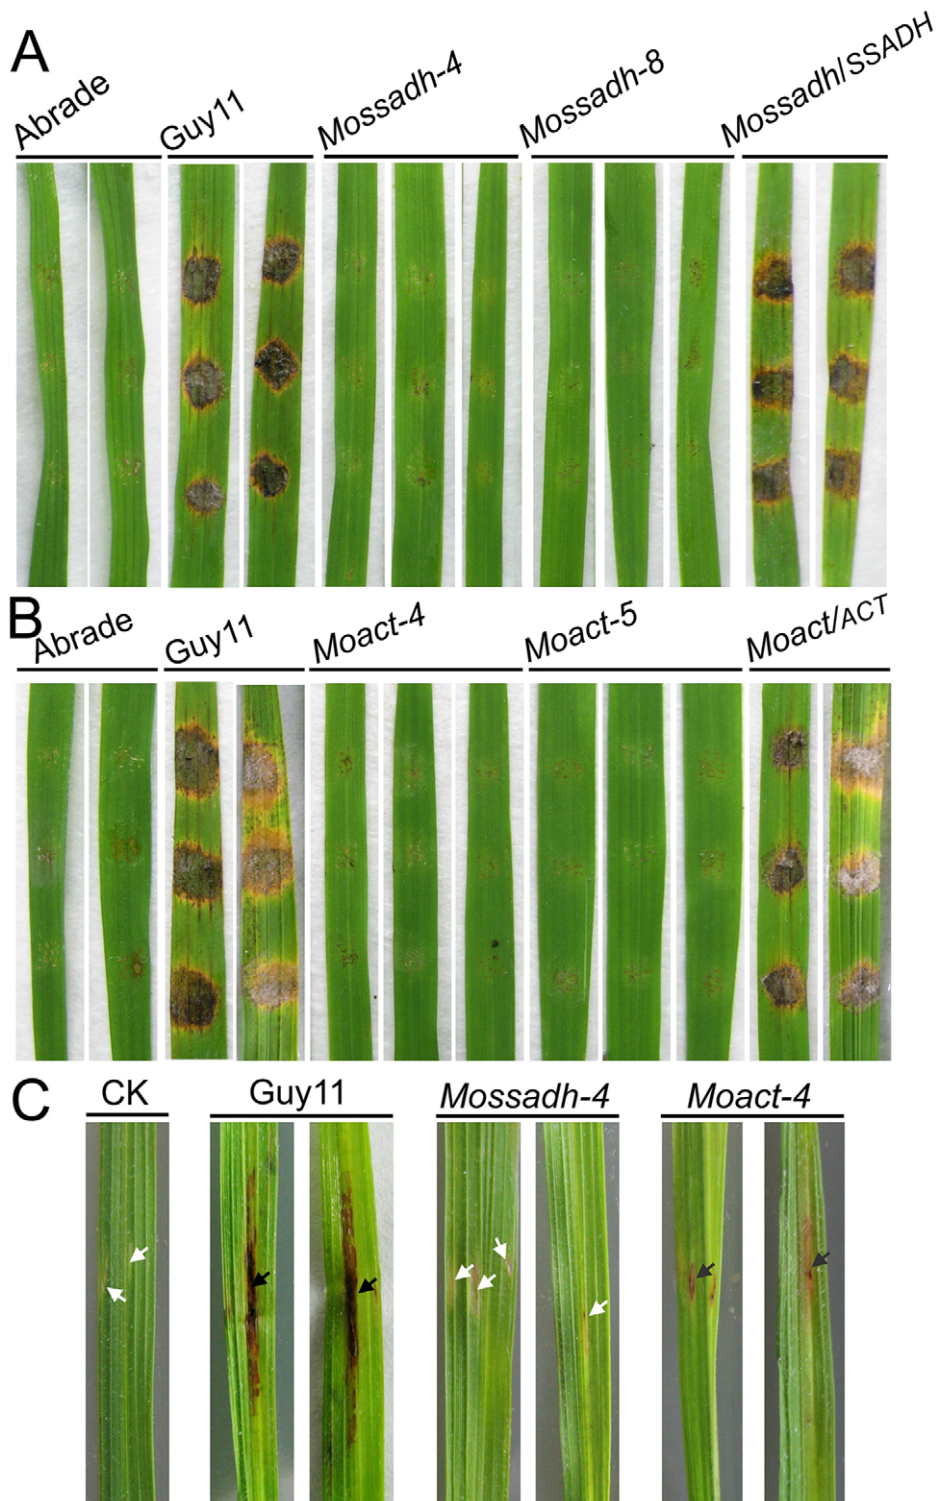 A
Abrade Guy11 Mossadh-4 Mossadh-8 Mossadh/SSADH
B
Abrade Guy11 Moact-4 Moact-5 Moact/ACT
C
CK Guy11 Mossadh-4 Moact-4